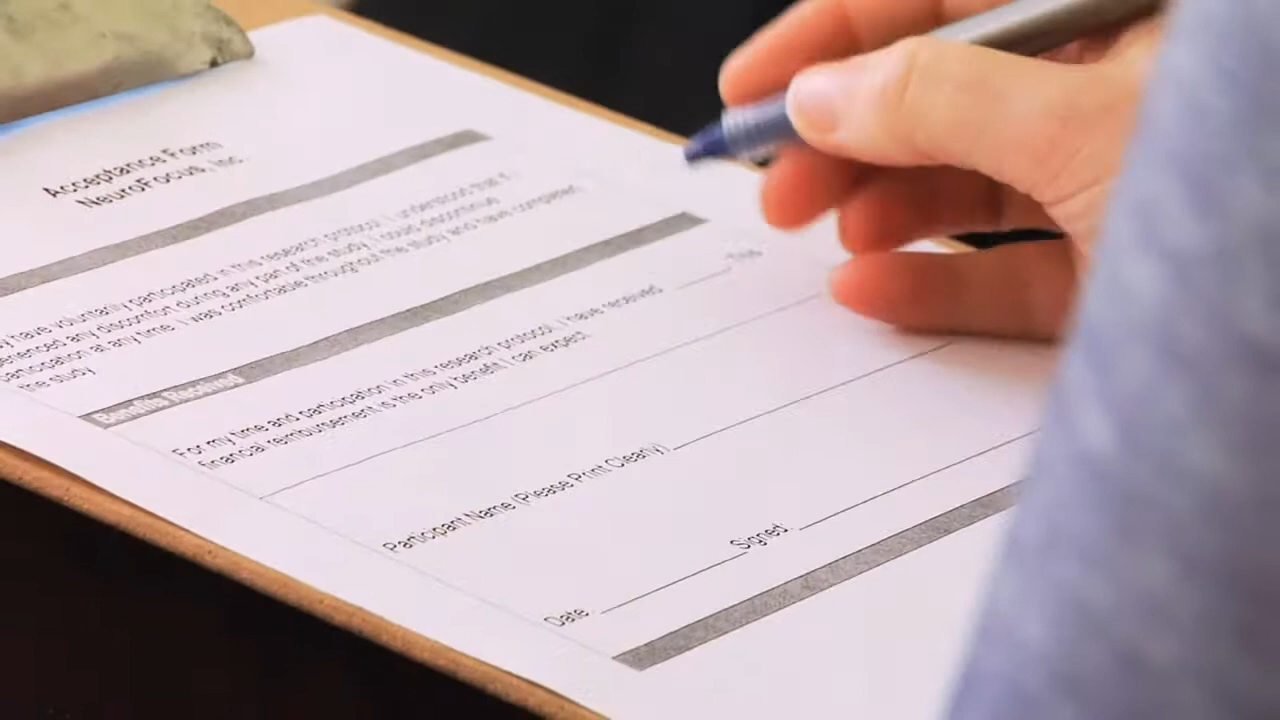 Acceptance Form
NeuroFocus, Inc.
have voluntarily participated in this research protocol. I understood that if
any discomfort during any part of the study, I could discontinue
participation at any time. I was comfortable throughout the study and have completed
the study
Benefits Received
For my time and participation in this research protocol, I have received ____ This
financial reimbursement is the only benefit I can expect
Participant Name (Please Print Clearly)
Signed:
Date: